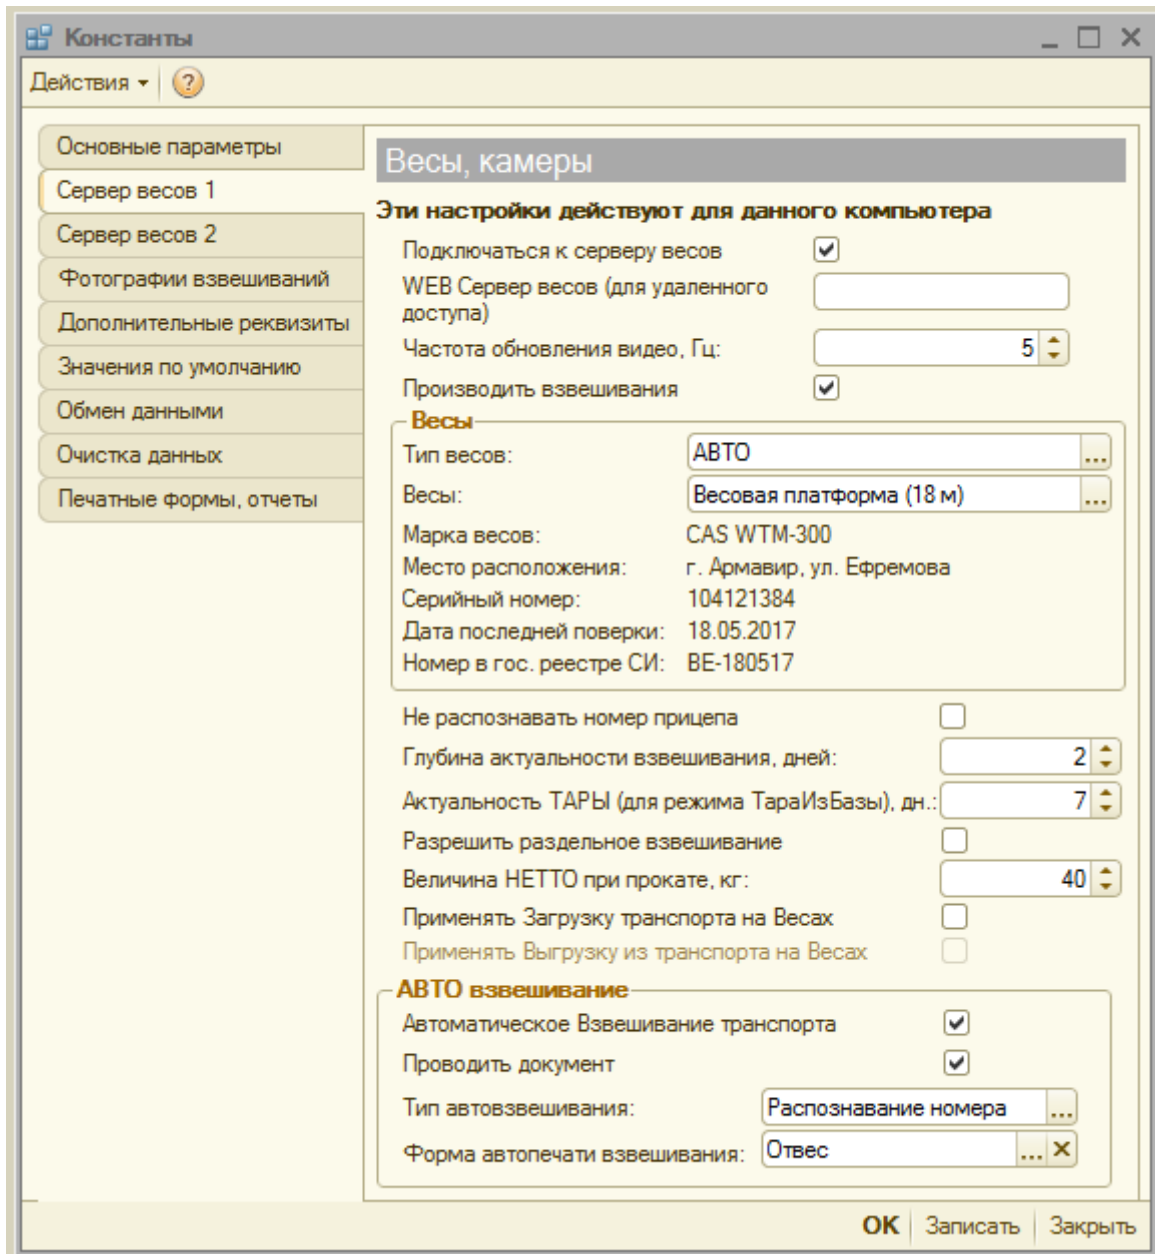 Константы
Действия
Основные параметры
Сервер весов 1
Сервер весов 2
Фотографии взвешиваний
Дополнительные реквизиты
Значения по умолчанию
Обмен данными
Очистка данных
Печатные формы, отчеты
Весы, камеры
Эти настройки действуют для данного компьютера
Подключаться к серверу весов
WEB Сервер весов (для удаленного
доступа)
Частота обновления видео, Гц: 5
Производить взвешивания
Весы
Тип весов: АВТО ...
Весы: Весовая платформа (18 м) ...
Марка весов: CAS WTM-300
Место расположения: г. Армавир, ул. Ефремова
Серийный номер: 104121384
Дата последней поверки: 18.05.2017
Номер в гос. реестре СИ: ВЕ-180517
Не распознавать номер прицепа
Глубина актуальности взвешивания, дней: 2
Актуальность ТАРЫ (для режима ТараИзБазы), дн.: 7
Разрешить раздельное взвешивание
Величина НЕТТО при прокате, кг: 40
Применять Загрузку транспорта на Весах
Применять Выгрузку из транспорта на Весах
АВТО взвешивание
Автоматическое Взвешивание транспорта
Проводить документ
Тип автовзвешивания: Распознавание номера ...
Форма автопечати взвешивания: Отвес ... ×
OK Записать Закрыть